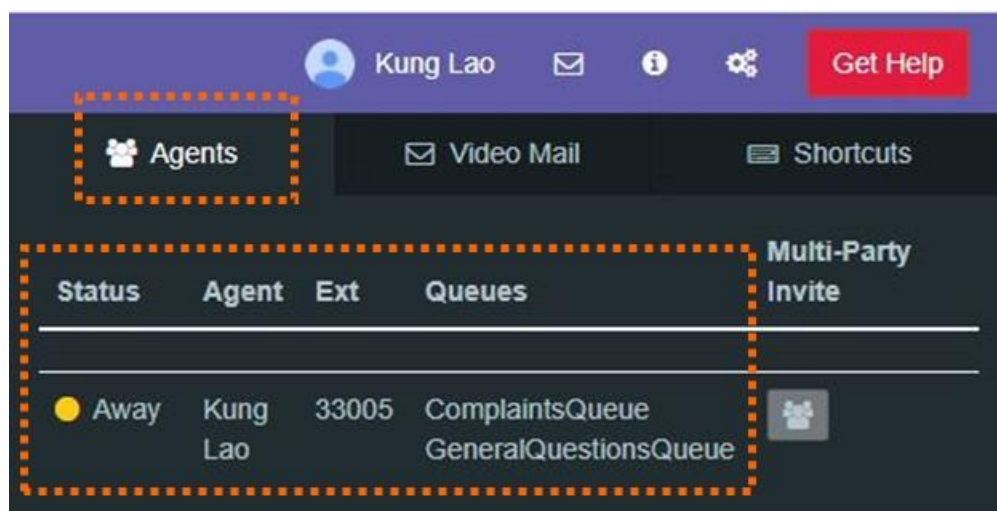 Kung Lao Get Help
Agents Video Mail Shortcuts
Status Agent Ext Queues Multi-Party Invite
Away Kung Lao 33005 ComplaintsQueue
GeneralQuestionsQueue